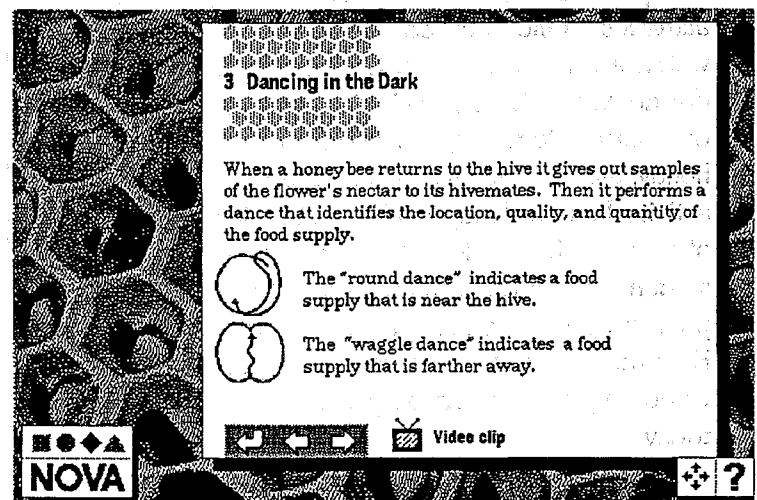 3 Dancing in the Dark
When a honey bee returns to the hive it gives out samples
of the flower's nectar to its hivemates. Then it performs a
dance that identifies the location, quality, and quantity of
the food supply.
The "round dance" indicates a food
supply that is near the hive.
The "waggle dance" indicates a food
supply that is farther away.
Video clip
NOVA
?